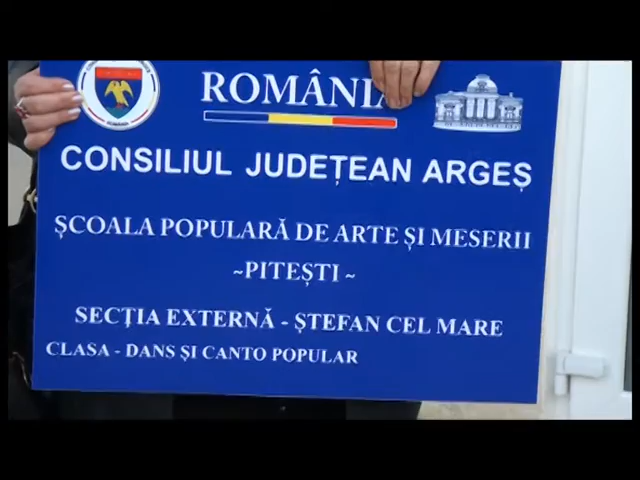 ROMÂNIA
CONSILIUL JUDEȚEAN ARGEȘ
ȘCOALA POPULARĂ DE ARTE ȘI MESERII
~PITEȘTI ~
SECȚIA EXTERNĂ - ȘTEFAN CEL MARE
CLASA - DANS ȘI CANTO POPULAR